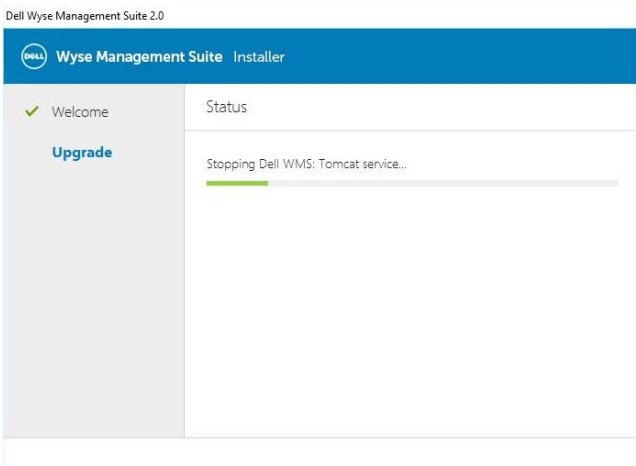 Dell Wyse Management Suite 2.0
DELL Wyse Management Suite Installer
Welcome
Status
Upgrade
Stopping Dell WMS: Tomcat service...